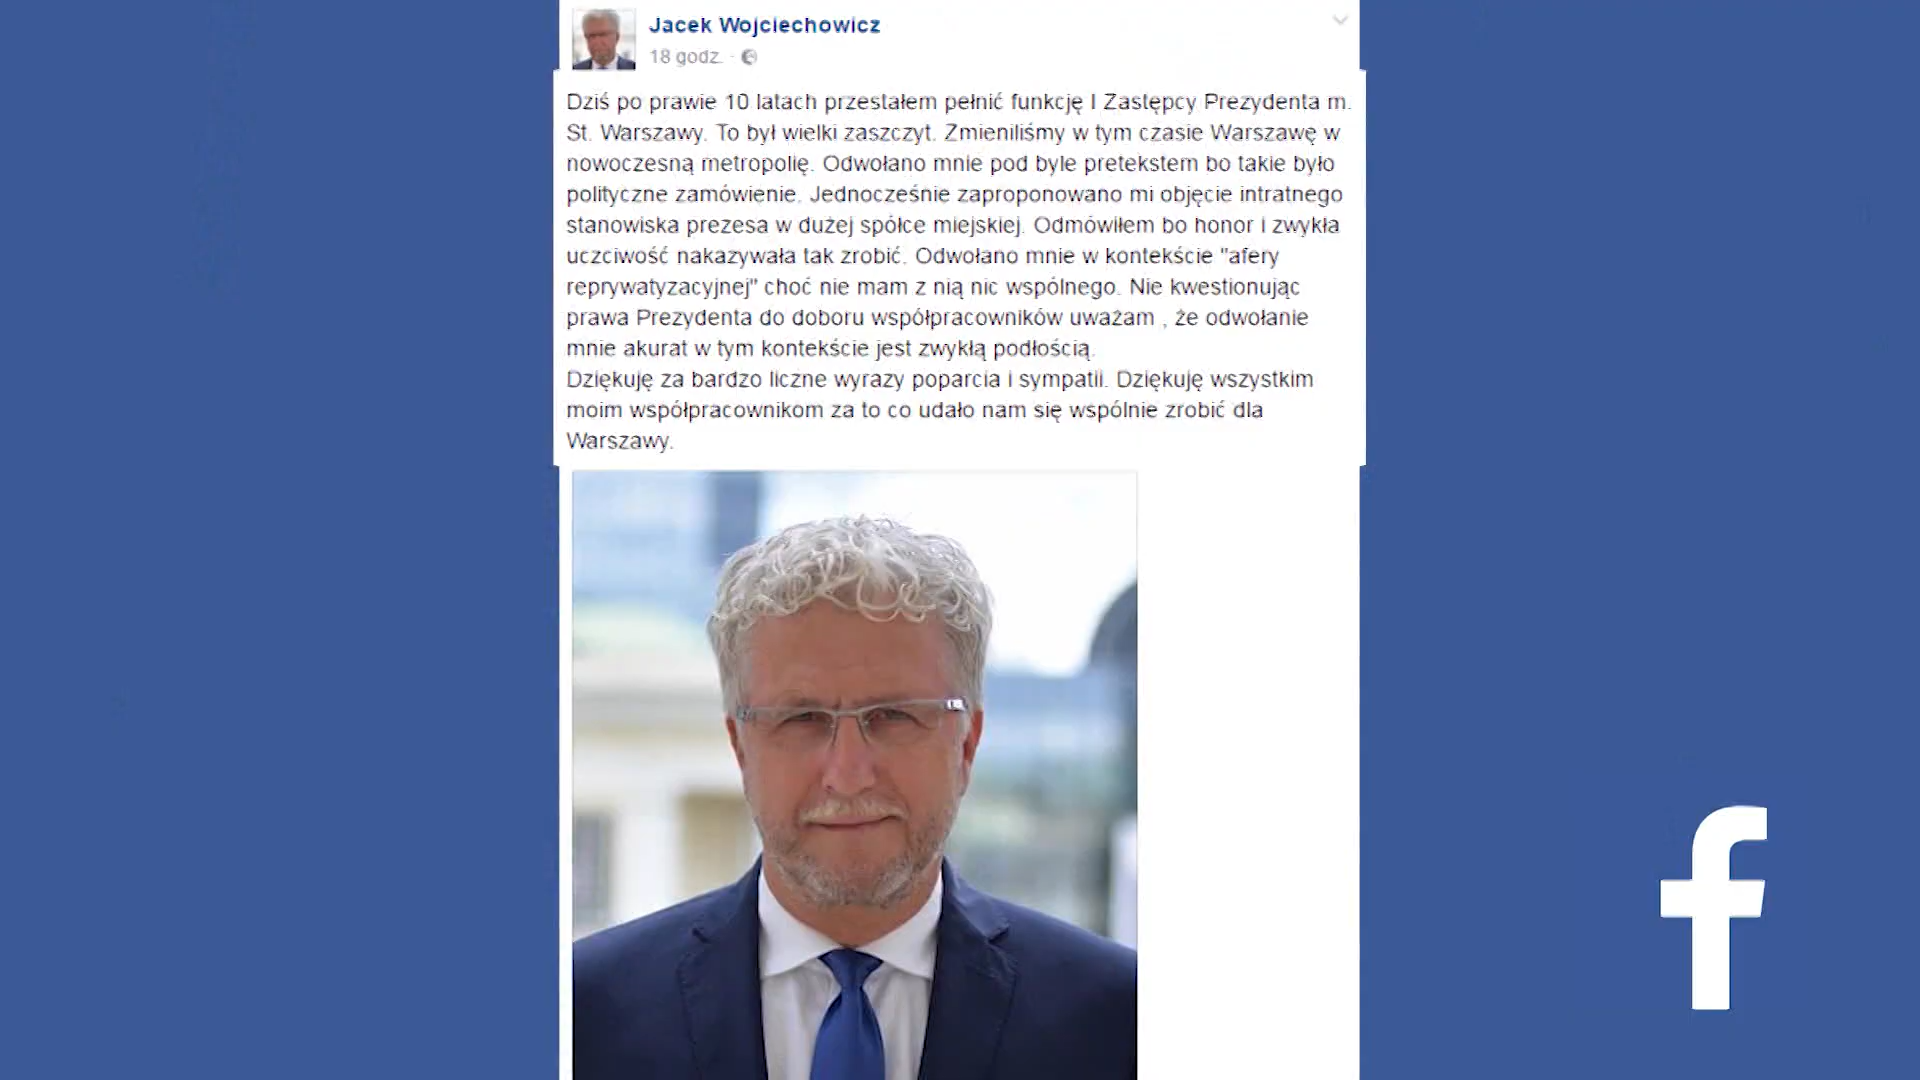 Jacek Wojciechowicz
18 godz. ·
Dziś po prawie 10 latach przestałem pełnić funkcję I Zastępcy Prezydenta m.
St. Warszawy. To był wielki zaszczyt. Zmieniliśmy w tym czasie Warszawę w
nowoczesną metropolię. Odwołano mnie pod byle pretekstem bo takie było
polityczne zamówienie. Jednocześnie zaproponowano mi objęcie intratnego
stanowiska prezesa w dużej spółce miejskiej. Odmówiłem bo honor i zwykła
uczciwość nakazywała tak zrobić. Odwołano mnie w kontekście "afery
reprywatyzacyjnej" choć nie mam z nią nic wspólnego. Nie kwestionując
prawa Prezydenta do doboru współpracowników uważam , że odwołanie
mnie akurat w tym kontekście jest zwykłą podłością.
Dziękuję za bardzo liczne wyrazy poparcia i sympatii. Dziękuję wszystkim
moim współpracownikom za to co udało nam się wspólnie zrobić dla
Warszawy.
f